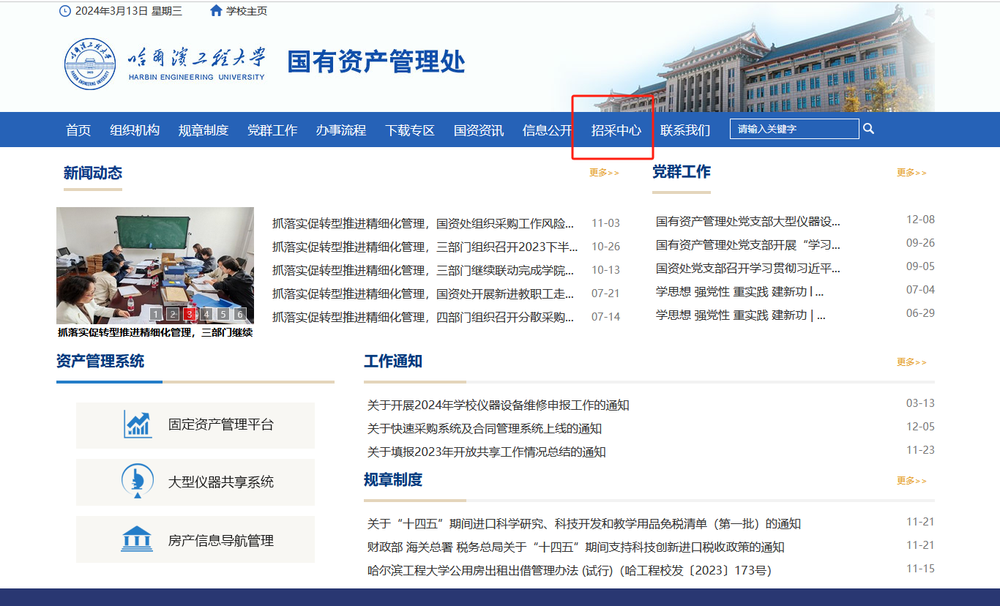 2024年3月13日 星期三 学校主页
哈尔滨工程大学
HARBIN ENGINEERING UNIVERSITY
国有资产管理处
首页 组织机构 规章制度 党群工作 办事流程 下载专区 国资资讯 信息公开 招采中心 联系我们 请输入关键字
新闻动态 更多>>
抓落实促转型推进精细化管理，国资处组织采购工作风险... 11-03
抓落实促转型推进精细化管理，三部门组织召开2023下半... 10-26
抓落实促转型推进精细化管理，三部门继续联动完成学院... 10-13
抓落实促转型推进精细化管理，国资处开展新进教职工走... 07-21
抓落实促转型推进精细化管理，四部门组织召开分散采购... 07-14
1 2 3 4 5 6
抓落实促转型推进精细化管理，三部门继续
党群工作 更多>>
国有资产管理处党支部大型仪器设... 12-08
国有资产管理处党支部开展“学习... 09-26
国资处党支部召开学习贯彻习近平... 09-05
学思想 强党性 重实践 建新功 | ... 07-04
学思想 强党性 重实践 建新功 | ... 06-29
资产管理系统
固定资产管理平台
大型仪器共享系统
房产信息导航管理
工作通知 更多>>
关于开展2024年学校仪器设备维修申报工作的通知 03-13
关于快速采购系统及合同管理系统上线的通知 12-05
关于填报2023年开放共享工作情况总结的通知 11-23
规章制度 更多>>
关于“十四五”期间进口科学研究、科技开发和教学用品免税清单（第一批）的通知 11-21
财政部 海关总署 税务总局关于“十四五”期间支持科技创新进口税收政策的通知 11-21
哈尔滨工程大学公用房出租出借管理办法 (试行)（哈工程校发〔2023〕173号） 11-15